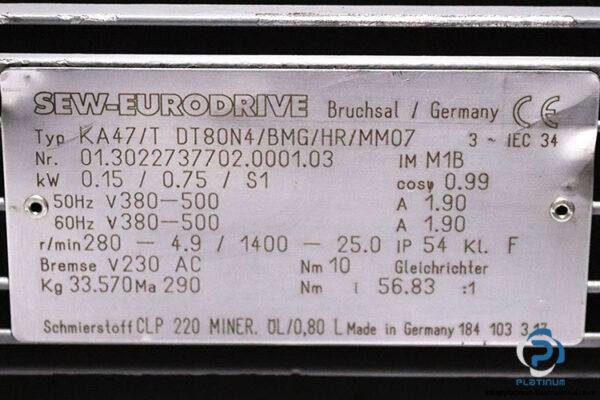 SEW-EURODRIVE Bruchsal / Germany CE
Typ KA47/T DT80N4/BMG/HR/MM07 3 ~ IEC 34
Nr. 01.3022737702.0001.03 IM M1B
kW 0.15 / 0.75 / S1 cosφ 0.99
50Hz V 380-500 A 1.90
60Hz V 380-500 A 1.90
r/min 280 - 4.9 / 1400 - 25.0 IP 54 Kl. F
Bremse V 230 AC Nm 10 Gleichrichter
Kg 33.570 Ma 290 Nm i 56.83 :1
Schmierstoff CLP 220 MINER. ÖL/0,80 L Made in Germany 184 103 3.17
PLATINUM